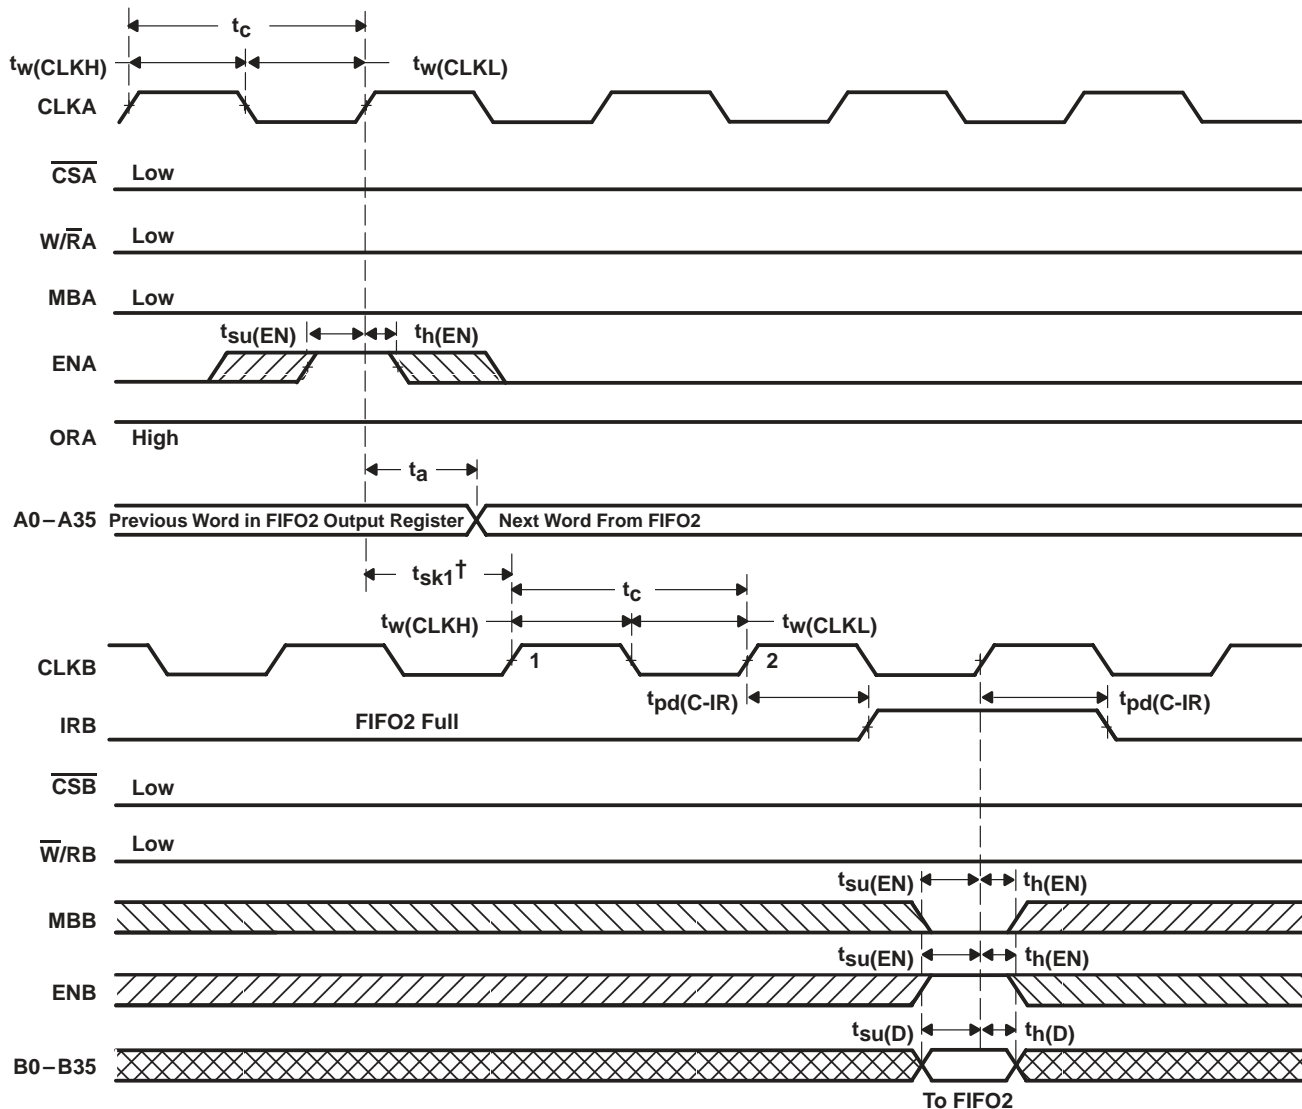 tc
tw(CLKH) tw(CLKL)
CLKA
CSA Low
W/RA Low
MBA Low
tsu(EN) th(EN)
ENA
ORA High
ta
A0–A35 Previous Word in FIFO2 Output Register Next Word From FIFO2
tsk1†
tc
tw(CLKH) tw(CLKL)
CLKB 1 2
tpd(C-IR) tpd(C-IR)
IRB FIFO2 Full
CSB Low
W/RB Low
tsu(EN) th(EN)
MBB
tsu(EN) th(EN)
ENB
tsu(D) th(D)
B0–B35
To FIFO2